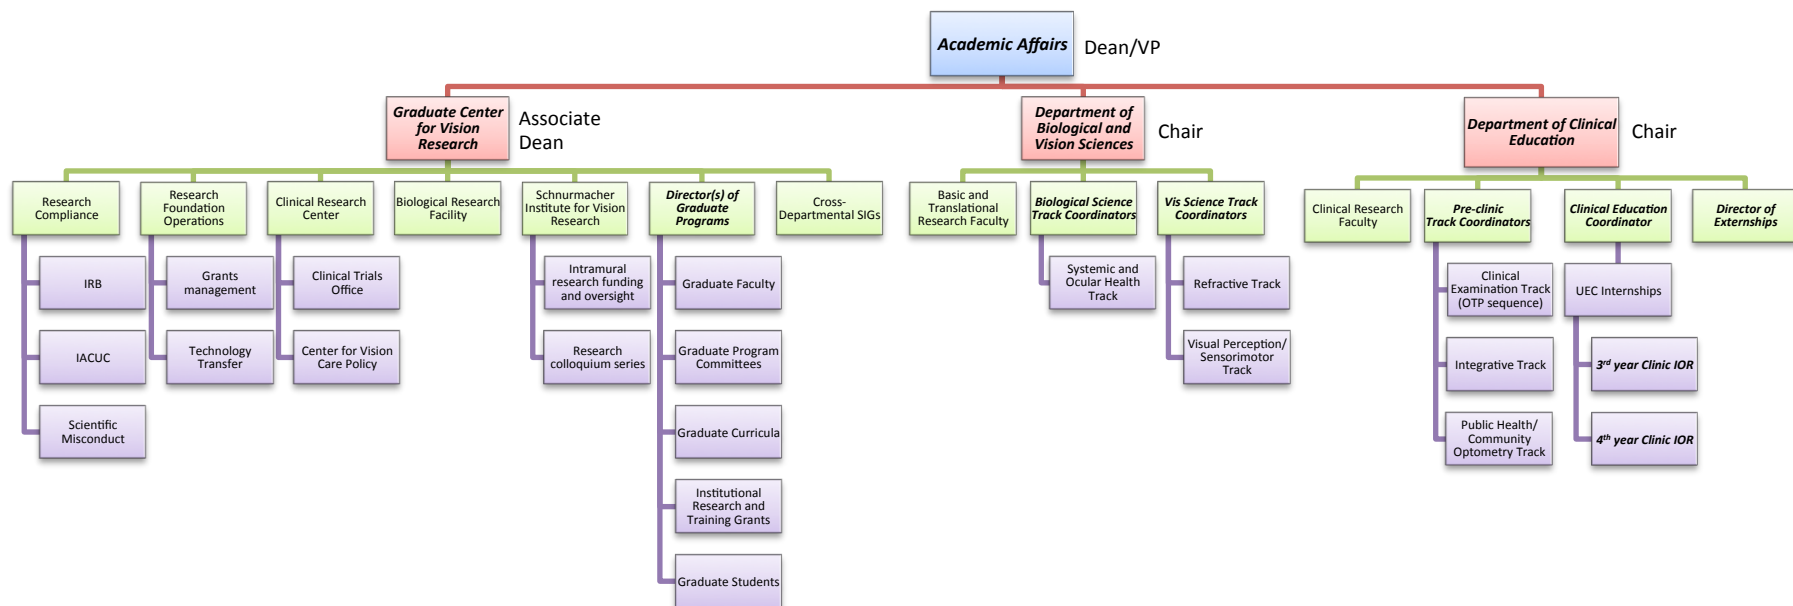 Academic Affairs
Dean/VP
Graduate Center
for Vision
Research
Associate
Dean
Department of
Biological and
Vision Sciences
Chair
Department of Clinical
Education
Chair
Research
Compliance
Research
Foundation
Operations
Clinical Research
Center
Biological Research
Facility
Schnurmacher
Institute for Vision
Research
Director(s) of
Graduate
Programs
Cross-
Departmental SIGs
Basic and
Translational
Research Faculty
Biological Science
Track Coordinators
Vis Science Track
Coordinators
Clinical Research
Faculty
Pre-clinic
Track Coordinators
Clinical Education
Coordinator
Director of
Externships
IRB
Grants
management
Clinical Trials
Office
Intramural
research funding
and oversight
Graduate Faculty
Systemic and
Ocular Health
Track
Refractive Track
Clinical
Examination Track
(OTP sequence)
UEC Internships
IACUC
Technology
Transfer
Center for Vision
Care Policy
Research
colloquium series
Graduate Program
Committees
Visual Perception/
Sensorimotor
Track
Integrative Track
3rd year Clinic IOR
Scientific
Misconduct
Graduate Curricula
Public Health/
Community
Optometry Track
4th year Clinic IOR
Institutional
Research and
Training Grants
Graduate Students